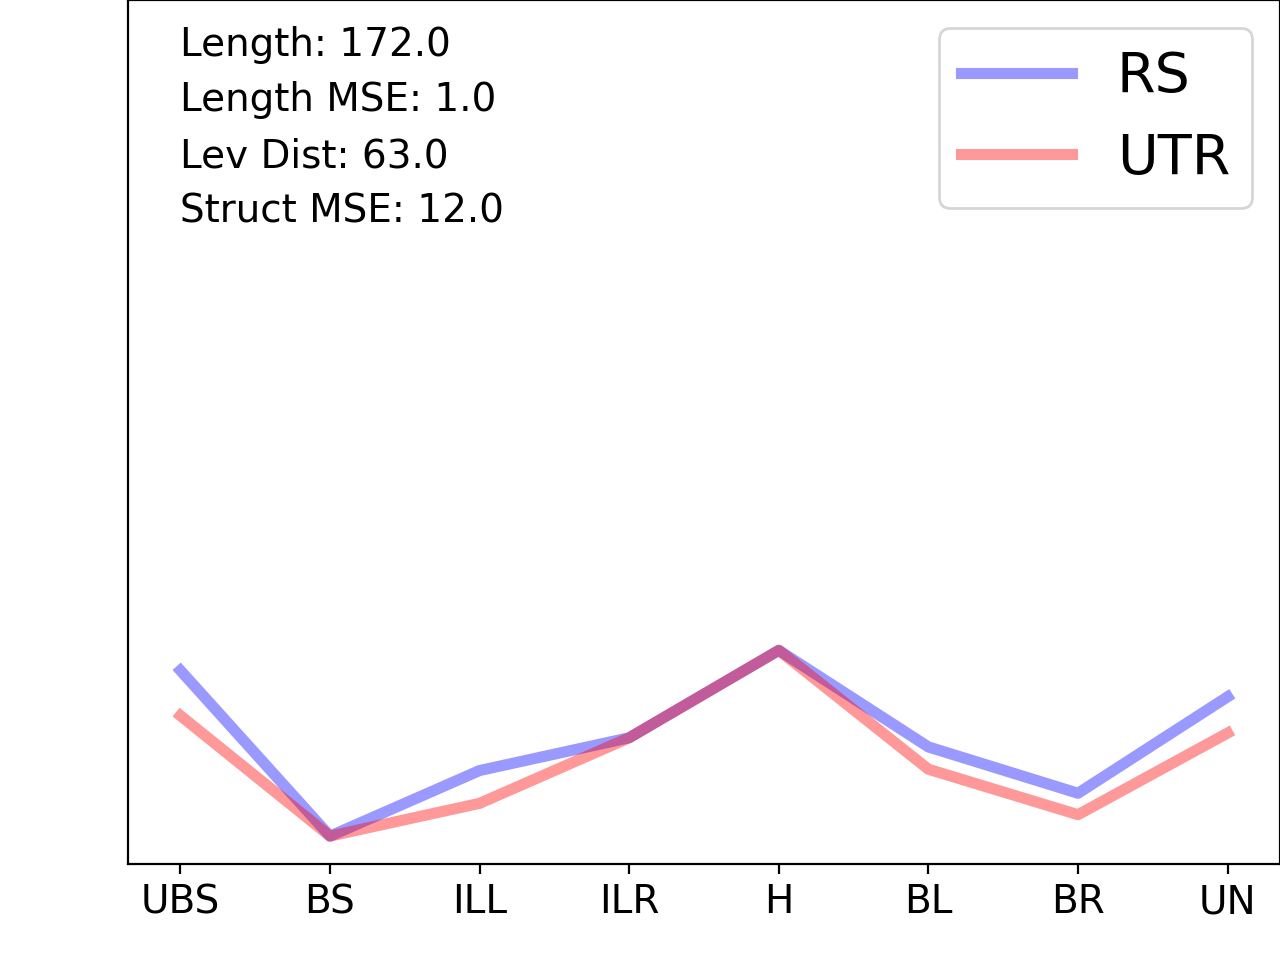 Length: 172.0
Length MSE: 1.0
Lev Dist: 63.0
Struct MSE: 12.0
RS
UTR
UBS BS ILL ILR H BL BR UN